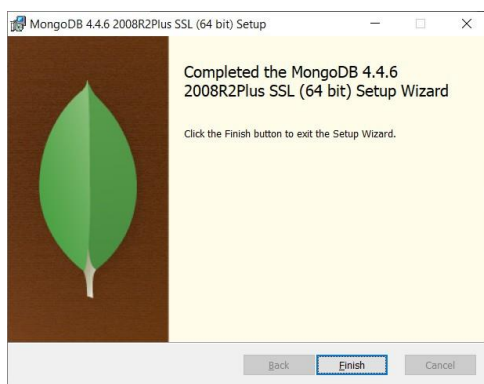 MongoDB 4.4.6 2008R2Plus SSL (64 bit) Setup
Completed the MongoDB 4.4.6
2008R2Plus SSL (64 bit) Setup Wizard
Click the Finish button to exit the Setup Wizard.
Back Finish Cancel